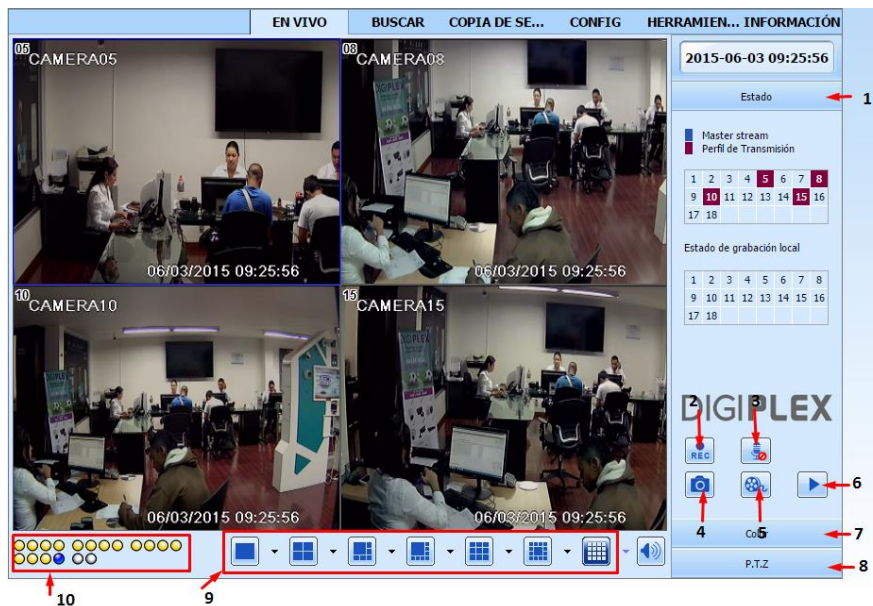 EN VIVO BUSCAR COPIA DE SE... CONFIG HERRAMIEN... INFORMACIÓN
05
CAMERA05
06/03/2015 09:25:56
08
CAMERA08
06/03/2015 09:25:56
10
CAMERA10
06/03/2015 09:25:56
15
CAMERA15
06/03/2015 09:25:56
DIGIPLEX
2015-06-03 09:25:56
Estado
1
Master stream
Perfil de Transmisión
1 2 3 4 5 6 7 8
9 10 11 12 13 14 15 16
17 18
Estado de grabación local
1 2 3 4 5 6 7 8
9 10 11 12 13 14 15 16
17 18
DIGIPLEX
2 3
REC
6
4 5
Color
7
P.T.Z
8
10
9